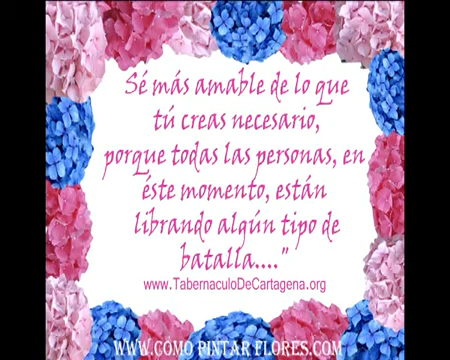 Sé más amable de lo que
tú creas necesario,
porque todas las personas, en
éste momento, están
librando algún tipo de
batalla...."
www.TabernaculoDeCartagena.org
WWW.COMO PINTAR FLORES.COM